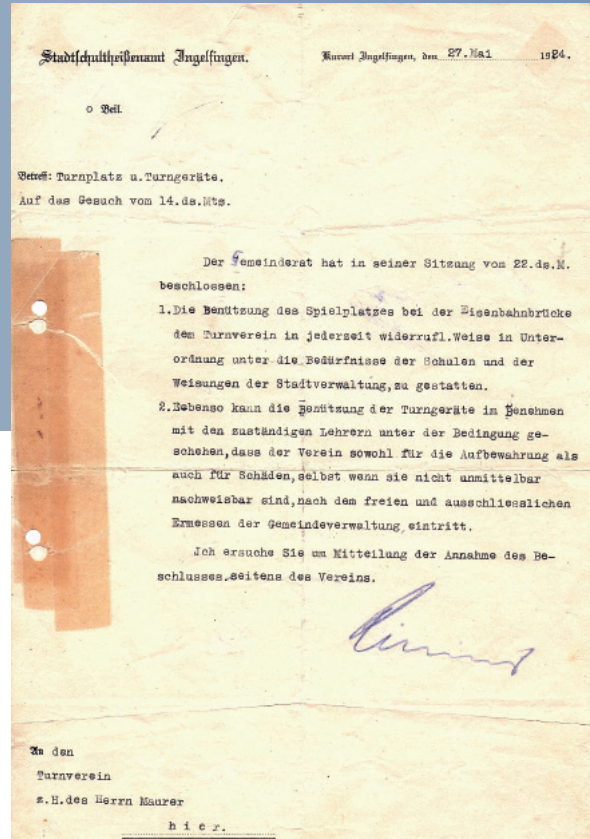 Stadtschultheißenamt Ingelfingen.
Kurort Ingelfingen, den 27. Mai 1924.
0 Beil.
Betreff: Turnplatz u.Turngeräte.
Auf das Gesuch vom 14.ds.Mts.
Der Gemeinderat hat in seiner Sitzung vom 22.ds.M.
beschlossen:
1.Die Benützung des Spielplatzes bei der Eisenbahnbrücke
dem Turnverein in jederzeit widerrufl.Weise in Unter-
ordnung unter die Bedürfnisse der Schulen und der
Weisungen der Stadtverwaltung,zu gestatten.
2.Eebenso kann die Benützung der Turngeräte im Benehmen
mit den zuständigen Lehrern unter der Bedingung ge-
schehen,dass der Verein sowohl für die Aufbewahrung als
auch für Schäden,selbst wenn sie nicht unmittelbar
nachweisbar sind,nach dem freien und ausschliesslichen
Ermessen der Gemeindeverwaltung,eintritt.
Jch ersuche Sie um Mitteilung der Annahme des Be-
schlusses,seitens des Vereins.
An den
Turnverein
z.H.des Herrn Maurer
h i e r.